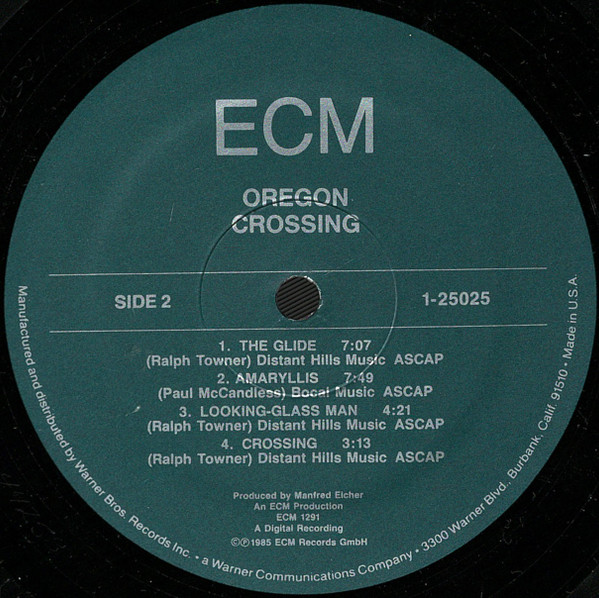 ECM
OREGON
CROSSING
SIDE 2
1-25025
1. THE GLIDE 7:07
(Ralph Towner) Distant Hills Music ASCAP
2. AMARYLLIS 7:49
(Paul McCandless) Bocal Music ASCAP
3. LOOKING-GLASS MAN 4:21
(Ralph Towner) Distant Hills Music ASCAP
4. CROSSING 3:13
(Ralph Towner) Distant Hills Music ASCAP
Produced by Manfred Eicher
An ECM Production
ECM 1291
A Digital Recording
©℗1985 ECM Records GmbH
Manufactured and distributed by Warner Bros. Records Inc. • a Warner Communications Company • 3300 Warner Blvd., Burbank, Calif. 91510 • Made in U.S.A.